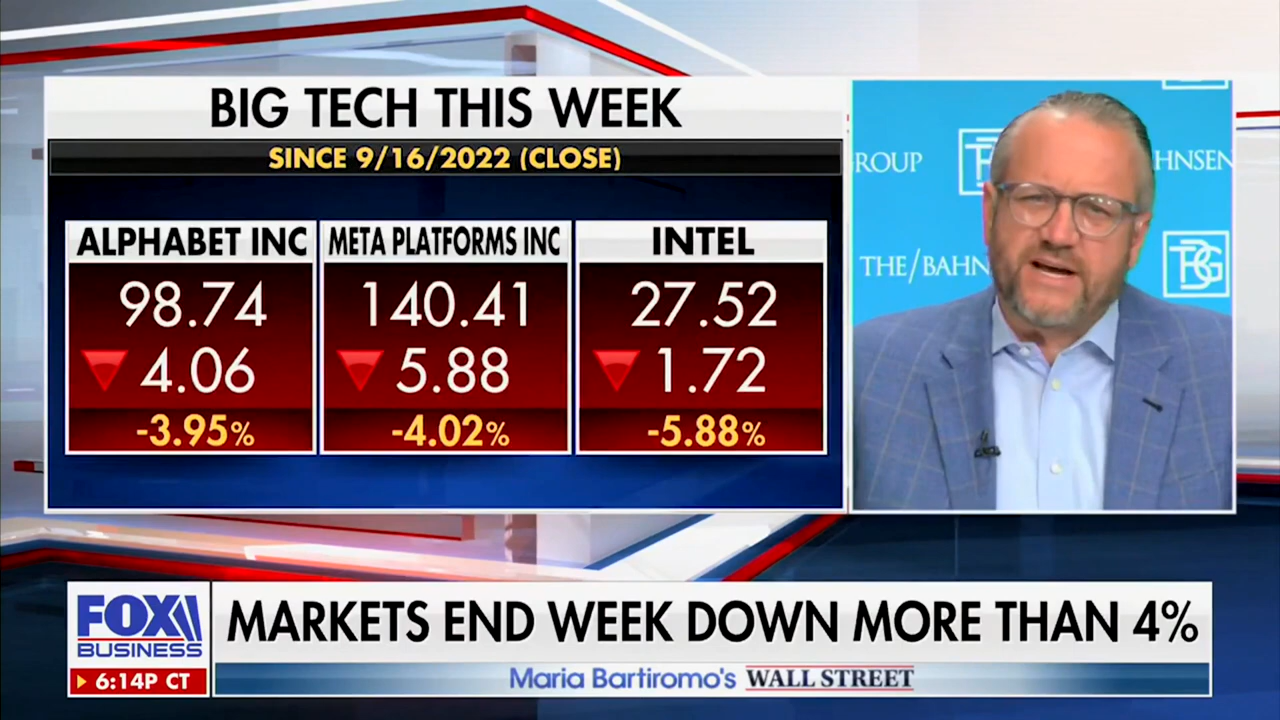 BIG TECH THIS WEEK
SINCE 9/16/2022 (CLOSE)
ALPHABET INC
98.74
4.06
-3.95%
META PLATFORMS INC
140.41
5.88
-4.02%
INTEL
27.52
1.72
-5.88%
ROUP
HNSEN
THE/BAHN
TBG
FOX
BUSINESS
6:14P CT
MARKETS END WEEK DOWN MORE THAN 4%
Maria Bartiromo's WALL STREET